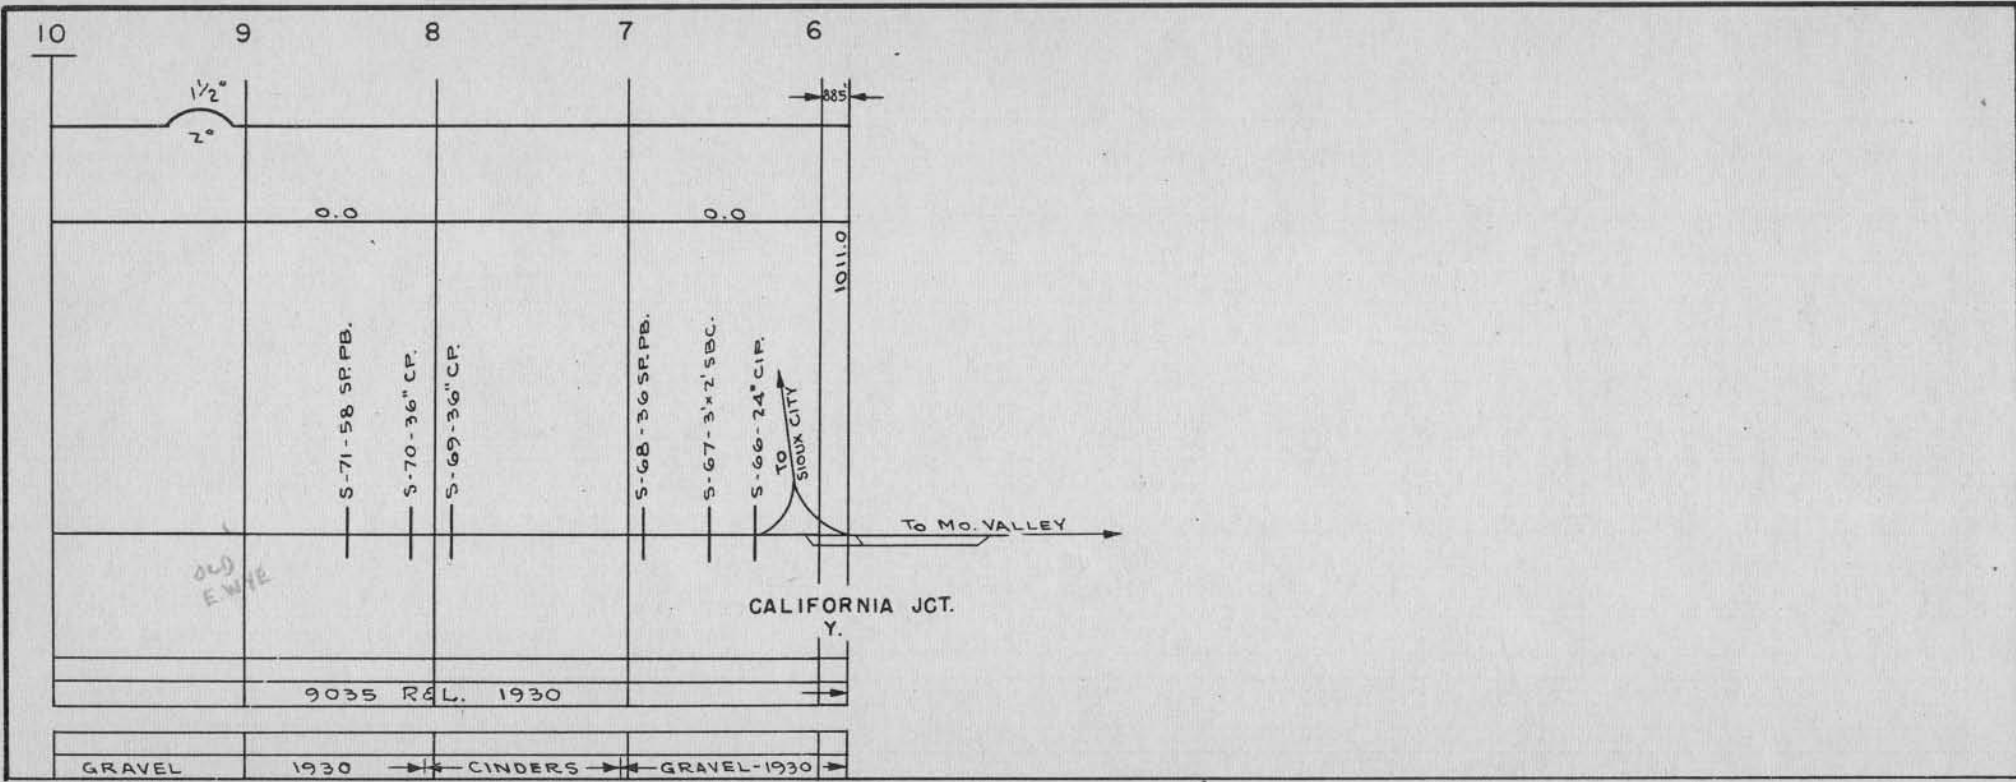 10 9 8 7 6
1½°
2°
885'
0.0 0.0
1011.0
S-71-58 SP. PB.
S-70-36" CP.
S-69-36" CP.
S-68-36 SP. PB.
S-67-3'x2' SBC.
S-66-24" CIP.
TO
SIOUX CITY
TO MO. VALLEY
OLD
E. WYE
CALIFORNIA JCT.
Y.
9035 R&L. 1930
GRAVEL 1930 CINDERS GRAVEL-1930